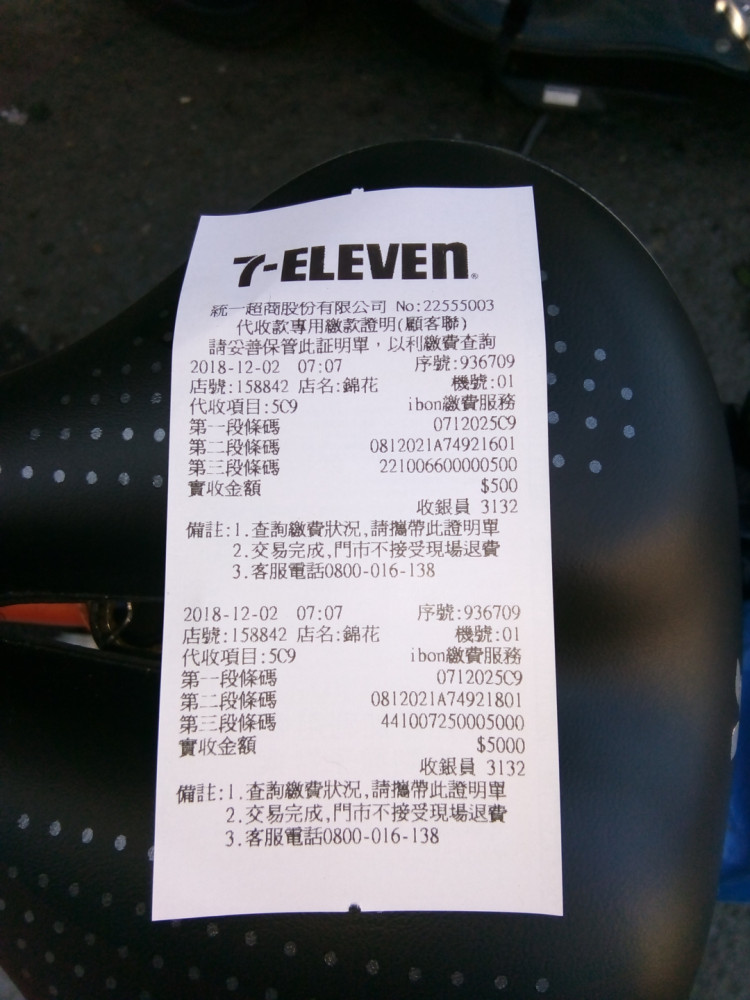 7-ELEVEn®
統一超商股份有限公司 No:22555003
代收款專用繳款證明(顧客聯)
請妥善保管此証明單,以利繳費查詢
2018-12-02 07:07 序號:936709
店號:158842 店名:錦花 機號:01
代收項目:5C9 ibon繳費服務
第一段條碼 0712025C9
第二段條碼 0812021A74921601
第三段條碼 221006600000500
實收金額 $500
收銀員 3132
備註:1.查詢繳費狀況,請攜帶此證明單
2.交易完成,門市不接受現場退費
3.客服電話0800-016-138
2018-12-02 07:07 序號:936709
店號:158842 店名:錦花 機號:01
代收項目:5C9 ibon繳費服務
第一段條碼 0712025C9
第二段條碼 0812021A74921801
第三段條碼 441007250005000
實收金額 $5000
收銀員 3132
備註:1.查詢繳費狀況,請攜帶此證明單
2.交易完成,門市不接受現場退費
3.客服電話0800-016-138